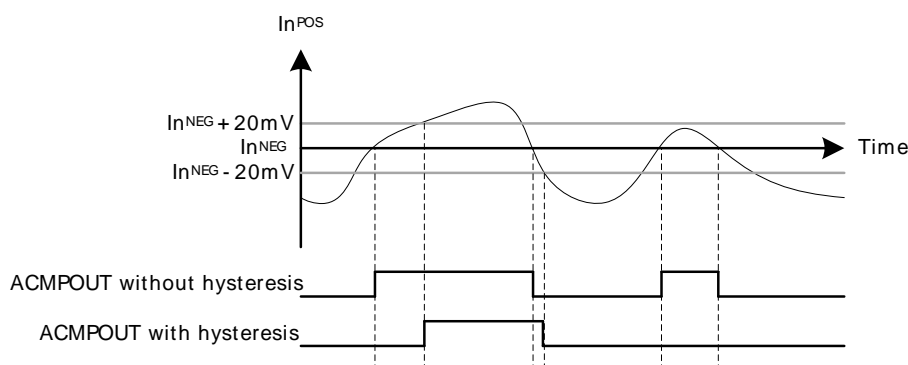 InPOS
InNEG + 20mV
InNEG
InNEG - 20mV
Time
ACMPOUT without hysteresis
ACMPOUT with hysteresis